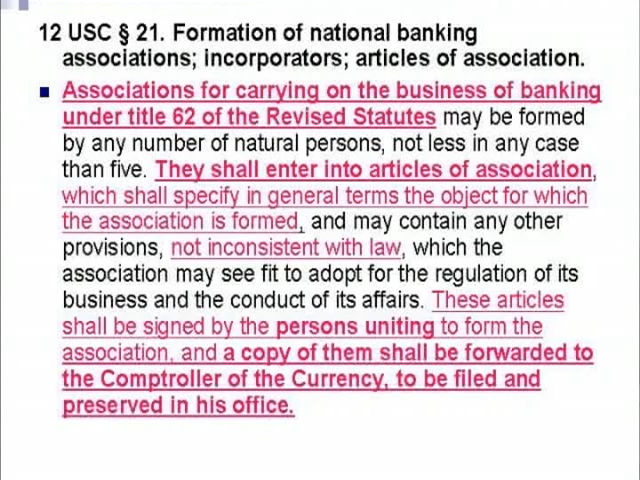 12 USC § 21. Formation of national banking
associations; incorporators; articles of association.
Associations for carrying on the business of banking
under title 62 of the Revised Statutes may be formed
by any number of natural persons, not less in any case
than five. They shall enter into articles of association,
which shall specify in general terms the object for which
the association is formed, and may contain any other
provisions, not inconsistent with law, which the
association may see fit to adopt for the regulation of its
business and the conduct of its affairs. These articles
shall be signed by the persons uniting to form the
association, and a copy of them shall be forwarded to
the Comptroller of the Currency, to be filed and
preserved in his office.